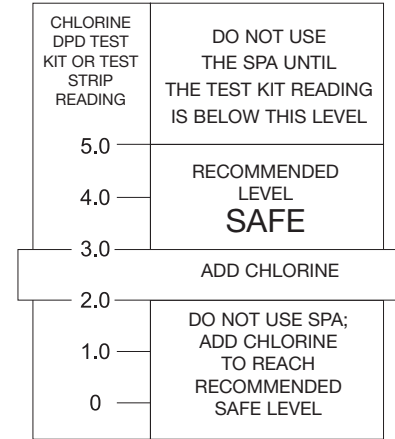 CHLORINE
DPD TEST
KIT OR TEST
STRIP
READING
DO NOT USE
THE SPA UNTIL
THE TEST KIT READING
IS BELOW THIS LEVEL
5.0
RECOMMENDED
LEVEL
SAFE
4.0
3.0
ADD CHLORINE
2.0
DO NOT USE SPA;
ADD CHLORINE
TO REACH
RECOMMENDED
SAFE LEVEL
1.0
0